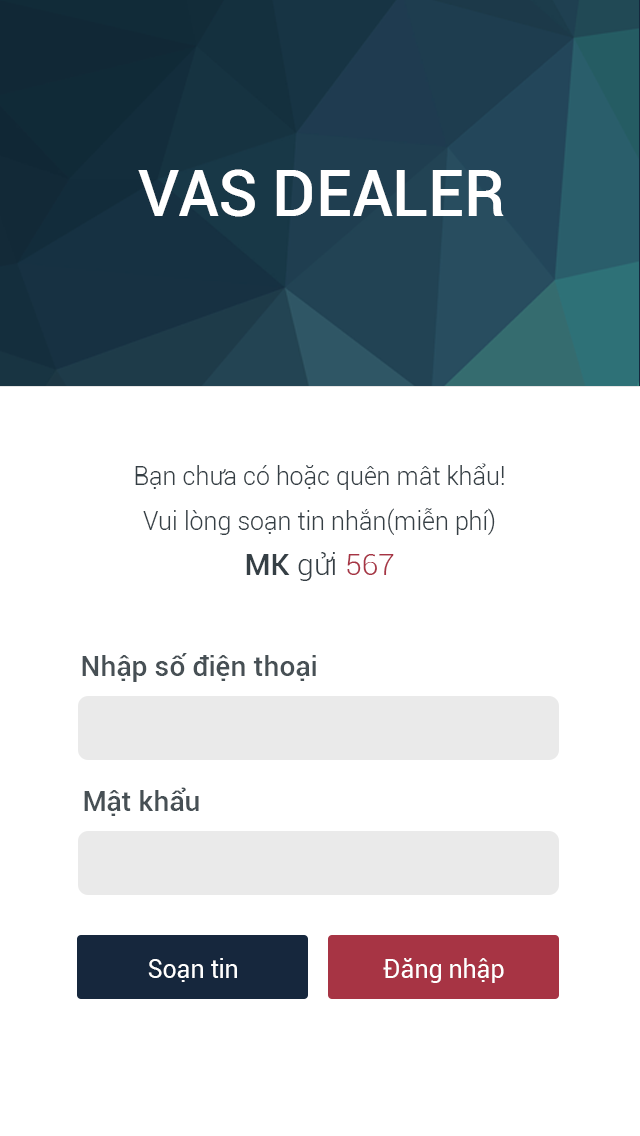 VAS DEALER
Bạn chưa có hoặc quên mât khẩu!
Vui lòng soạn tin nhắn(miễn phí)
MK gửi 567
Nhập số điện thoại
Mật khẩu
Soạn tin
Đăng nhập